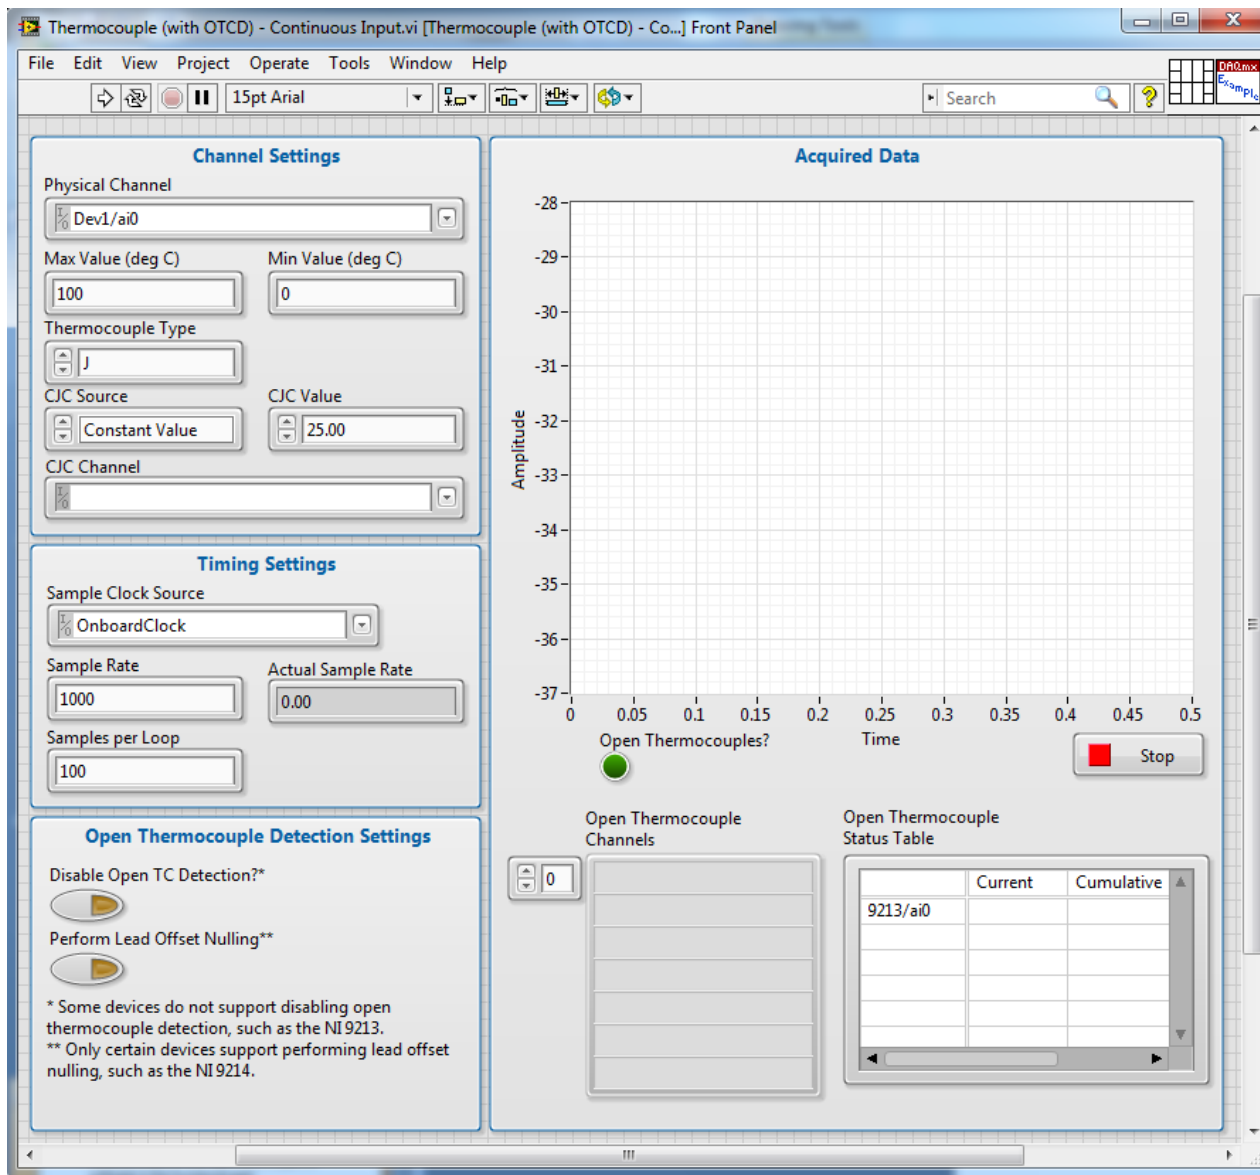 Thermocouple (with OTCD) - Continuous Input.vi [Thermocouple (with OTCD) - Co...] Front Panel
File Edit View Project Operate Tools Window Help
15pt Arial
Search
DAQmx
Example
Channel Settings
Physical Channel
Dev1/ai0
Max Value (deg C) Min Value (deg C)
100 0
Thermocouple Type
J
CJC Source CJC Value
Constant Value 25.00
CJC Channel
Timing Settings
Sample Clock Source
OnboardClock
Sample Rate Actual Sample Rate
1000 0.00
Samples per Loop
100
Open Thermocouple Detection Settings
Disable Open TC Detection?*
Perform Lead Offset Nulling**
* Some devices do not support disabling open
thermocouple detection, such as the NI 9213.
** Only certain devices support performing lead offset
nulling, such as the NI 9214.
Acquired Data
Amplitude
-28
-29
-30
-31
-32
-33
-34
-35
-36
-37
0 0.05 0.1 0.15 0.2 0.25 0.3 0.35 0.4 0.45 0.5
Time
Open Thermocouples?
Stop
Open Thermocouple
Channels
0
Open Thermocouple
Status Table
Current Cumulative
9213/ai0